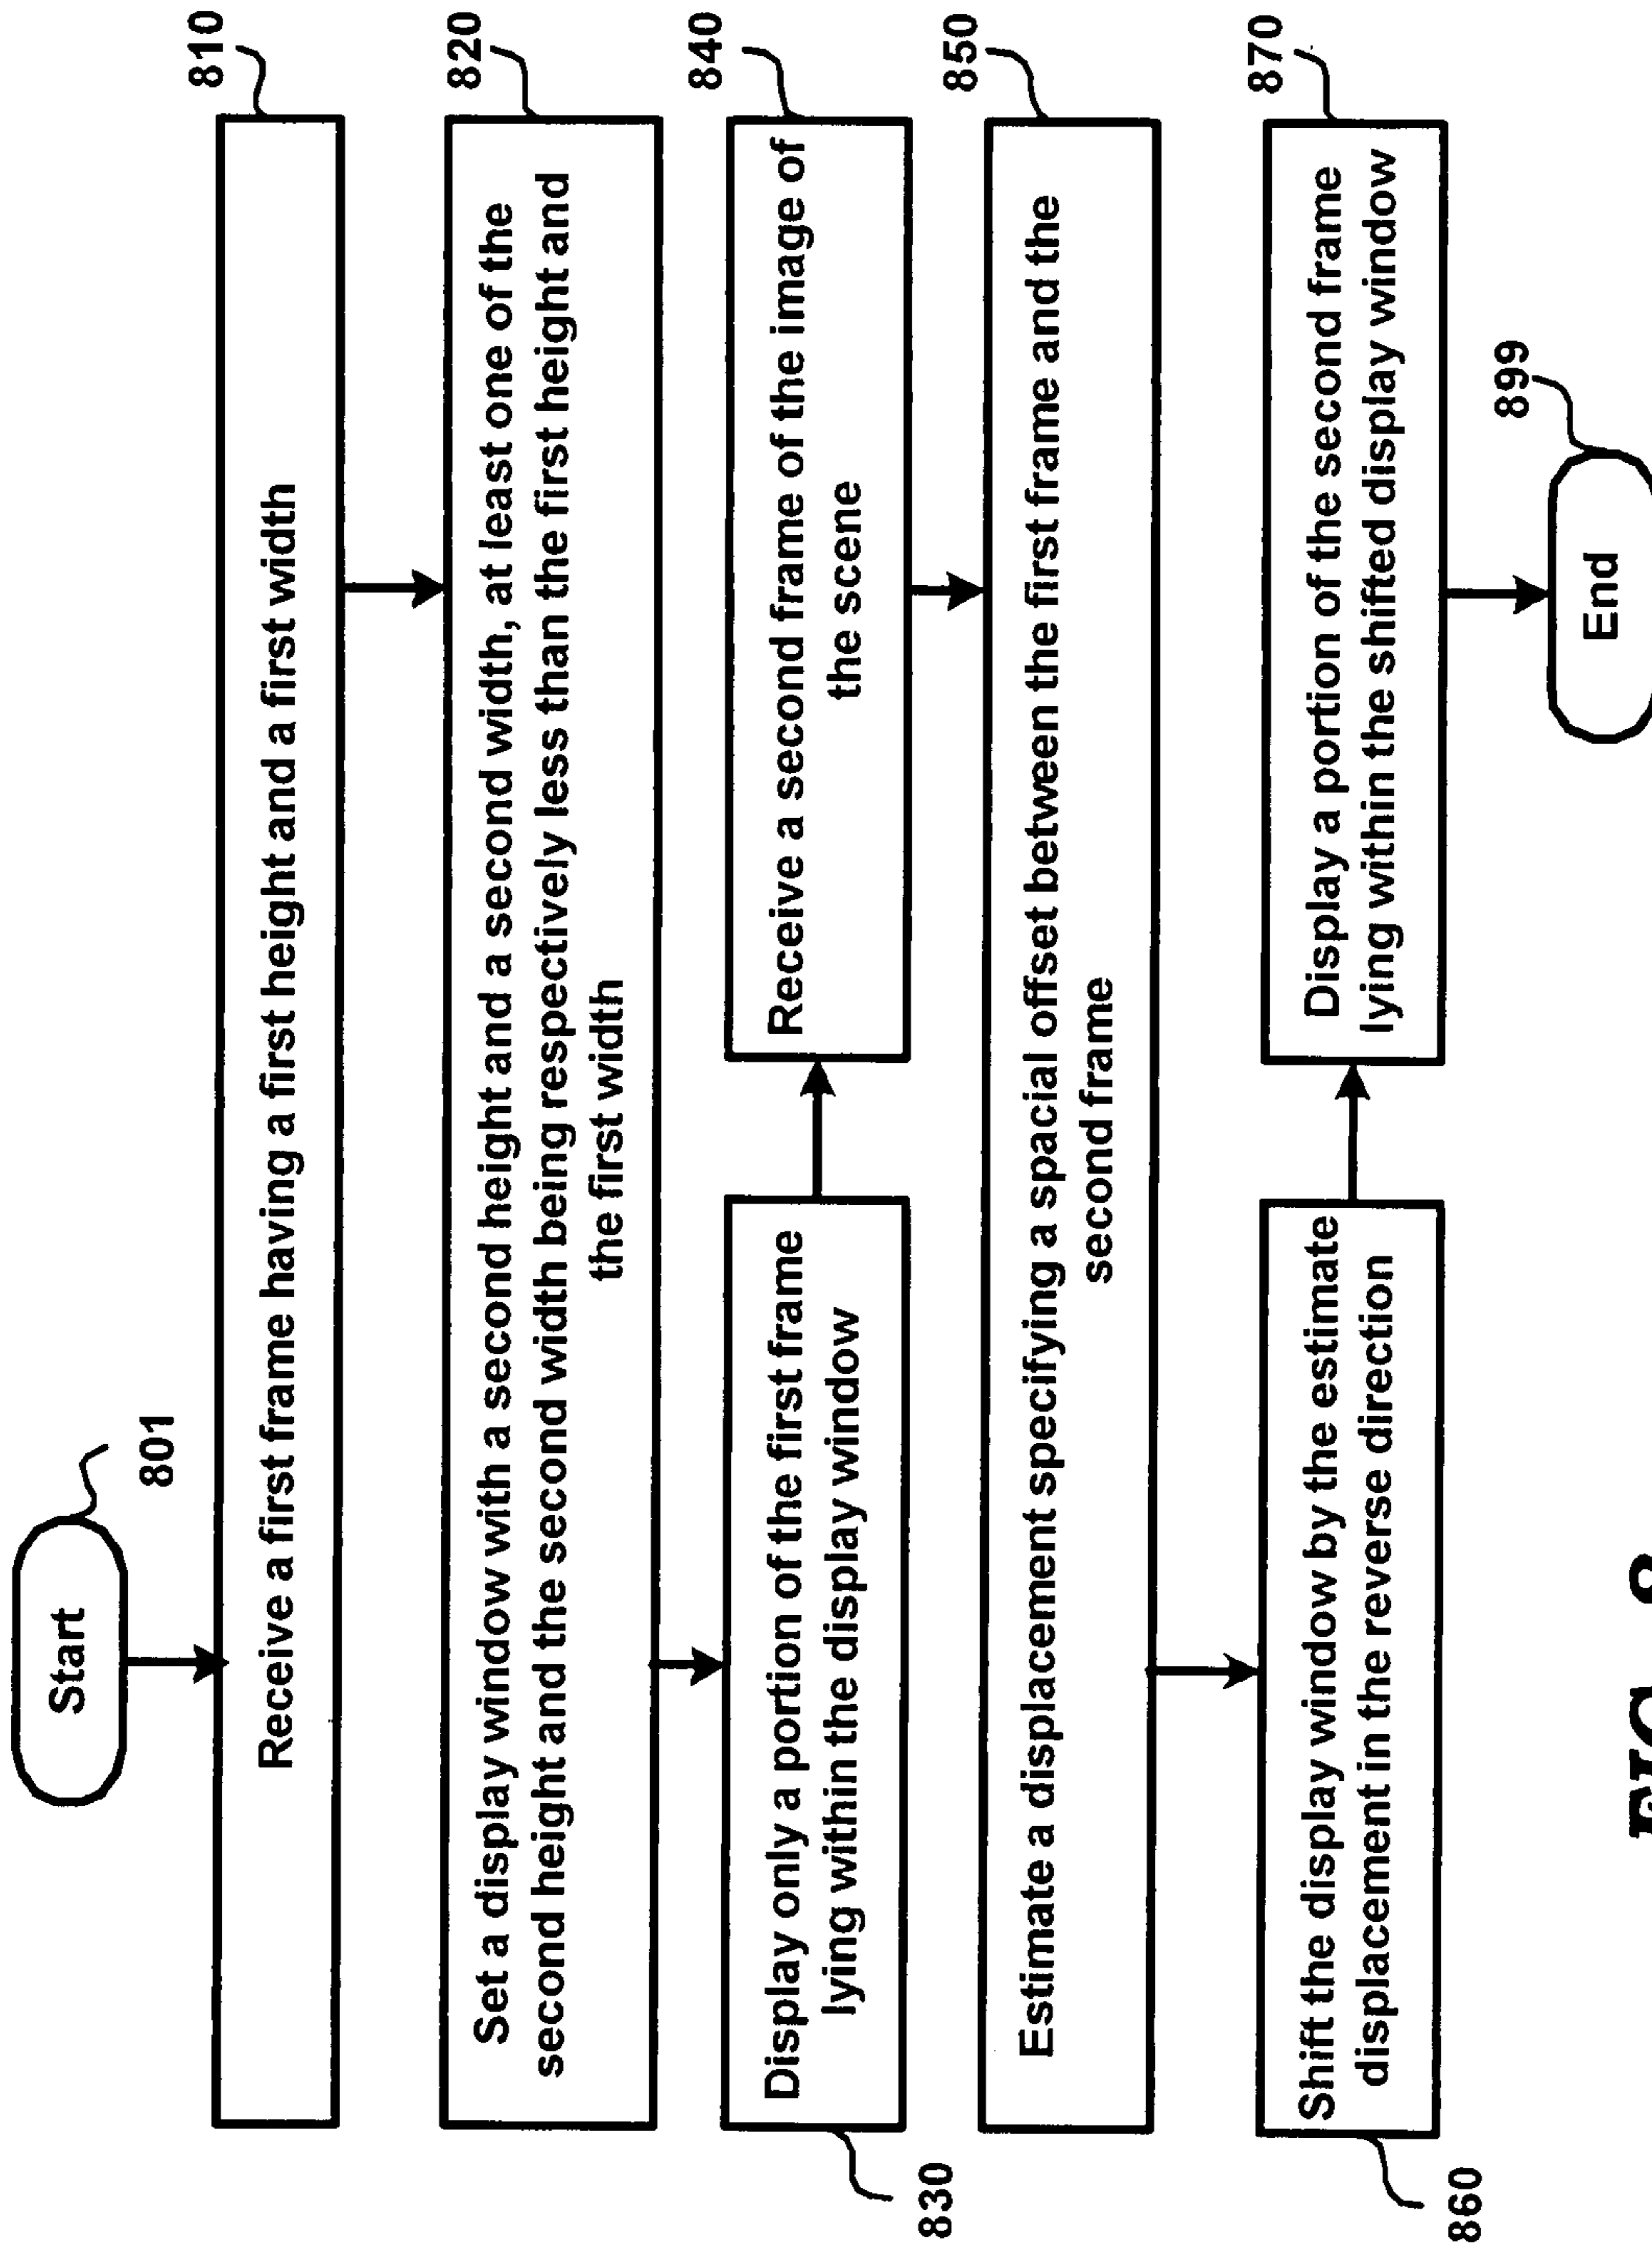 Start
801
810
Receive a first frame having a first height and a first width
820
Set a display window with a second height and a second width, at least one of the
second height and the second width being respectively less than the first height and
the first width
830
Display only a portion of the first frame
lying within the display window
840
Receive a second frame of the image of
the scene
850
Estimate a displacement specifying a spacial offset between the first frame and the
second frame
860
Shift the display window by the estimate
displacement in the reverse direction
870
Display a portion of the second frame
lying within the shifted display window
899
End